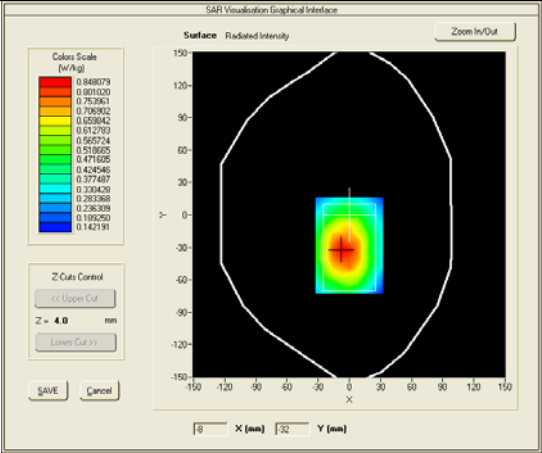 SAR Visualisation Graphical Interface
Surface Radiated Intensity
Zoom In/Out
Colors Scale
(W/kg)
0.848079
0.801020
0.753961
0.706902
0.659842
0.612783
0.565724
0.518665
0.471605
0.424546
0.377487
0.330428
0.283368
0.236309
0.189250
0.142191
150-
120-
90-
60-
30-
0-
-30-
-60-
-90-
-120-
-150-
Y
-150 -120 -90 -60 -30 0 30 60 90 120 150
X
Z-Cuts Control
<< Upper Cut
Z = 4.0 mm
Lower Cut >>
SAVE Cancel
-8 X (mm) -32 Y (mm)